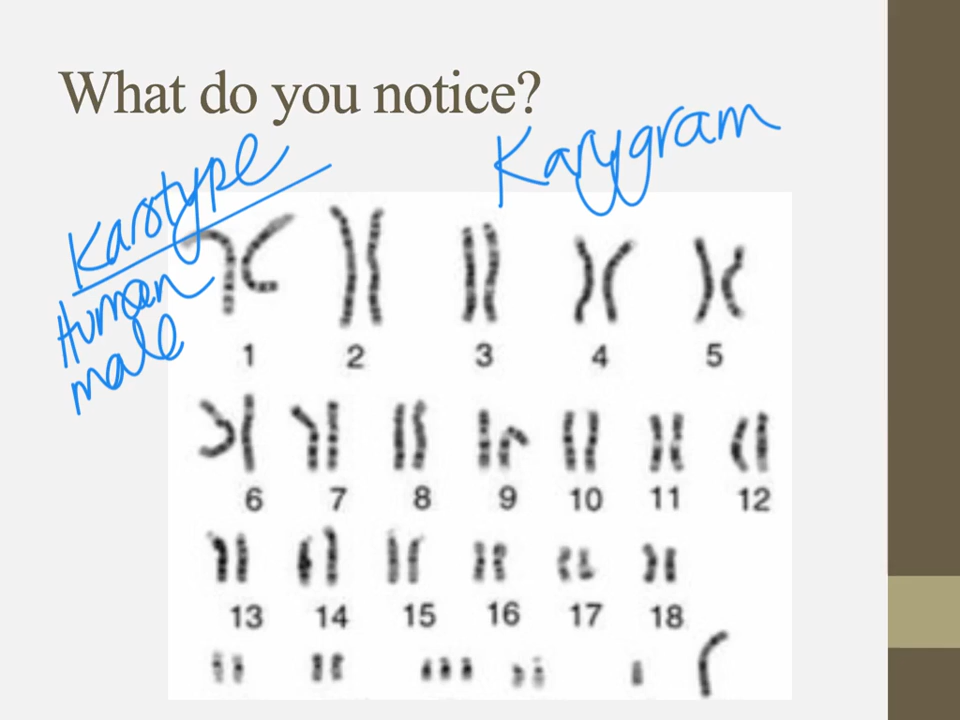 What do you notice?
Karotype
Karygram
Human
male
1 2 3 4 5
6 7 8 9 10 11 12
13 14 15 16 17 18